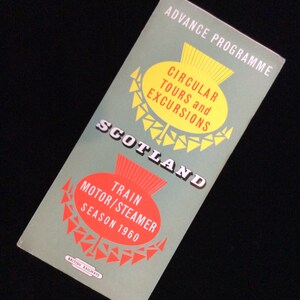 ADVANCE PROGRAMME
CIRCULAR
TOURS and
EXCURSIONS
SCOTLAND
TRAIN
MOTOR/STEAMER
SEASON 1960